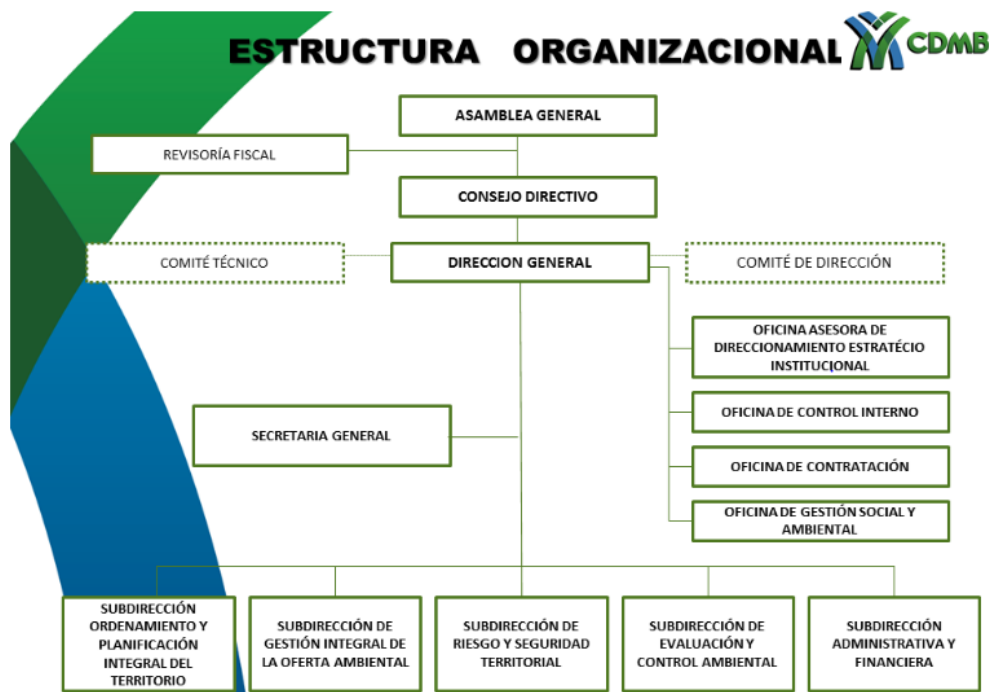 ESTRUCTURA ORGANIZACIONAL
CDMB
ASAMBLEA GENERAL
REVISORÍA FISCAL
CONSEJO DIRECTIVO
COMITÉ TÉCNICO
DIRECCION GENERAL
COMITÉ DE DIRECCIÓN
OFICINA ASESORA DE
DIRECCIONAMIENTO ESTRATÉCIO
INSTITUCIONAL
OFICINA DE CONTROL INTERNO
SECRETARIA GENERAL
OFICINA DE CONTRATACIÓN
OFICINA DE GESTIÓN SOCIAL Y
AMBIENTAL
SUBDIRECCIÓN
ORDENAMIENTO Y
PLANIFICACIÓN
INTEGRAL DEL
TERRITORIO
SUBDIRECCIÓN DE
GESTIÓN INTEGRAL DE
LA OFERTA AMBIENTAL
SUBDIRECCIÓN DE
RIESGO Y SEGURIDAD
TERRITORIAL
SUBDIRECCIÓN DE
EVALUACIÓN Y
CONTROL AMBIENTAL
SUBDIRECCIÓN
ADMINISTRATIVA Y
FINANCIERA